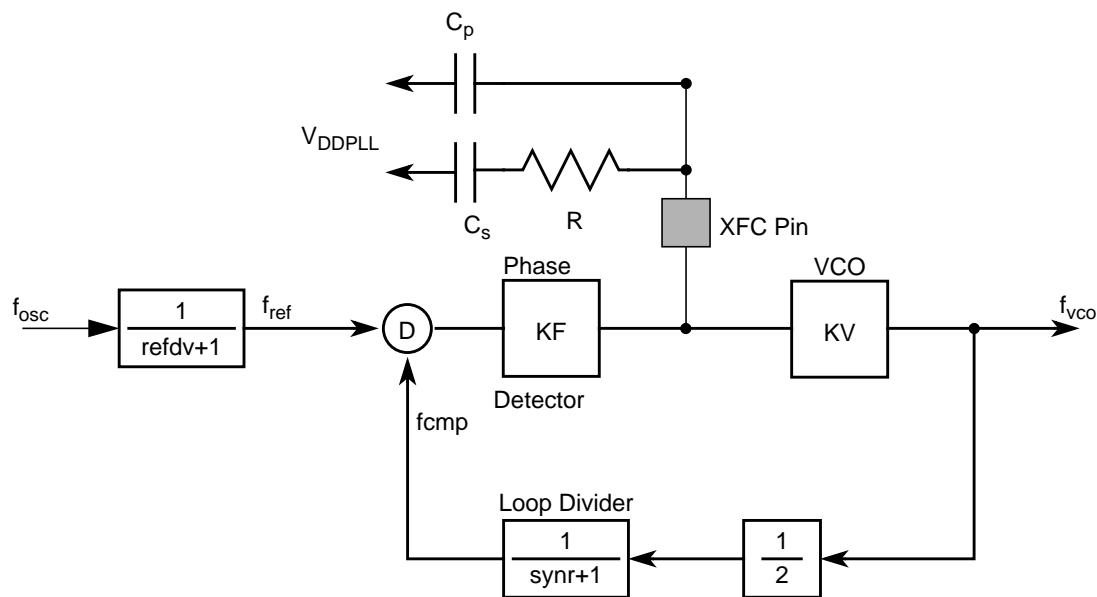 Cp
VDDPLL
Cs
R
XFC Pin
Phase
VCO
fosc
1
refdv+1
fref
D
KF
KV
fvco
Detector
fcmp
Loop Divider
1
synr+1
1
2